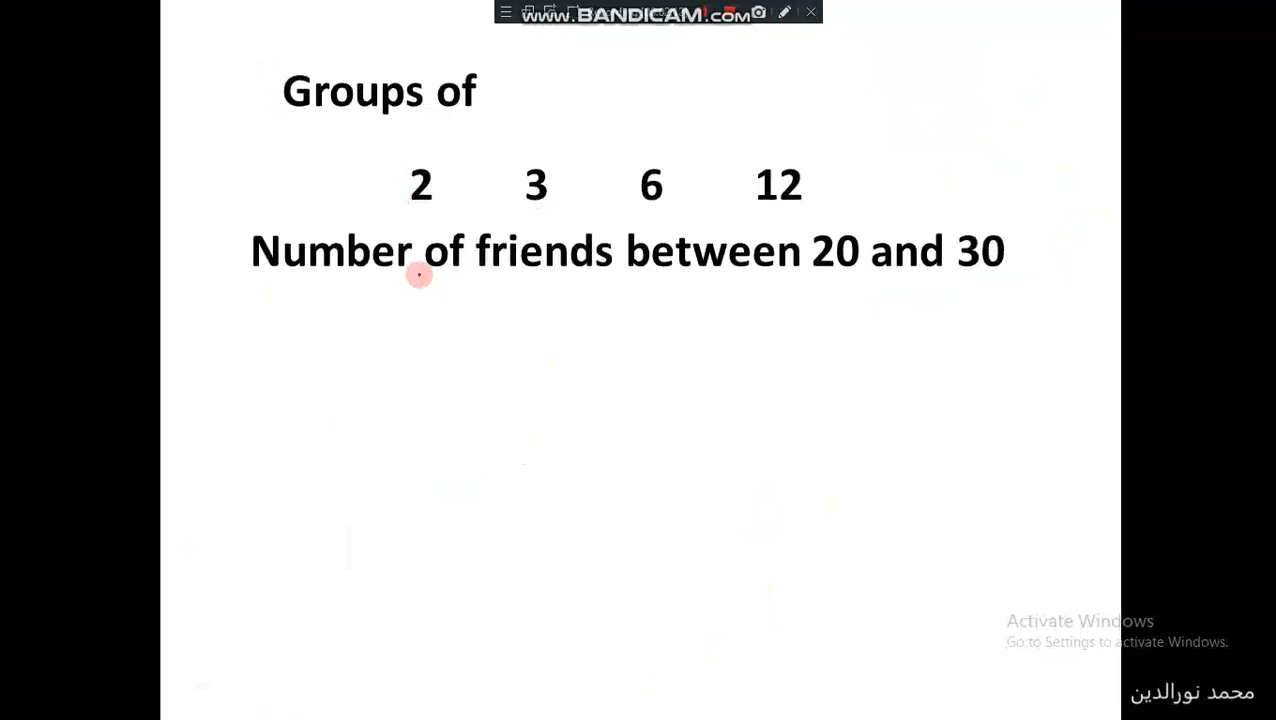 www.BANDICAM.com
Groups of
2 3 6 12
Number of friends between 20 and 30
Activate Windows
Go to Settings to activate Windows.
محمد نورالدين